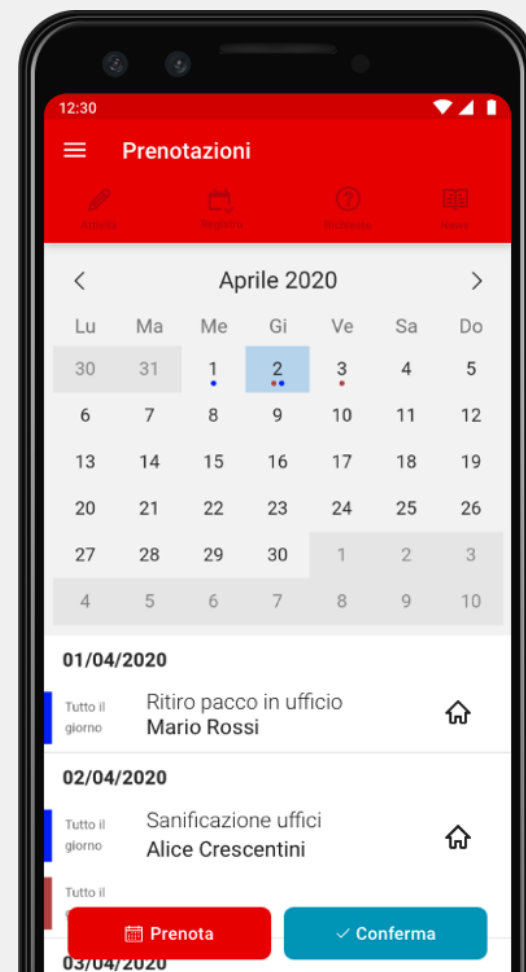 12:30
Prenotazioni
Attività Registro Richieste News
Aprile 2020
Lu Ma Me Gi Ve Sa Do
30 31 1 2 3 4 5
6 7 8 9 10 11 12
13 14 15 16 17 18 19
20 21 22 23 24 25 26
27 28 29 30 1 2 3
4 5 6 7 8 9 10
01/04/2020
Tutto il
giorno
Ritiro pacco in ufficio
Mario Rossi
02/04/2020
Tutto il
giorno
Sanificazione uffici
Alice Crescentini
Tutto il
Prenota
Conferma
03/04/2020